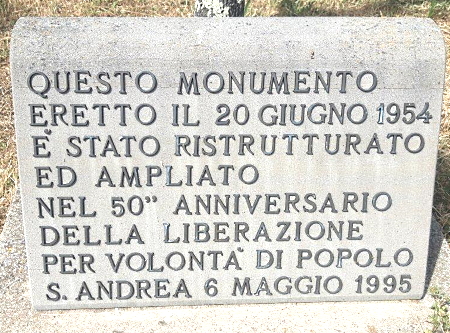 QUESTO MONUMENTO
ERETTO IL 20 GIUGNO 1954
E' STATO RISTRUTTURATO
ED AMPLIATO
NEL 50" ANNIVERSARIO
DELLA LIBERAZIONE
PER VOLONTA' DI POPOLO
S. ANDREA 6 MAGGIO 1995